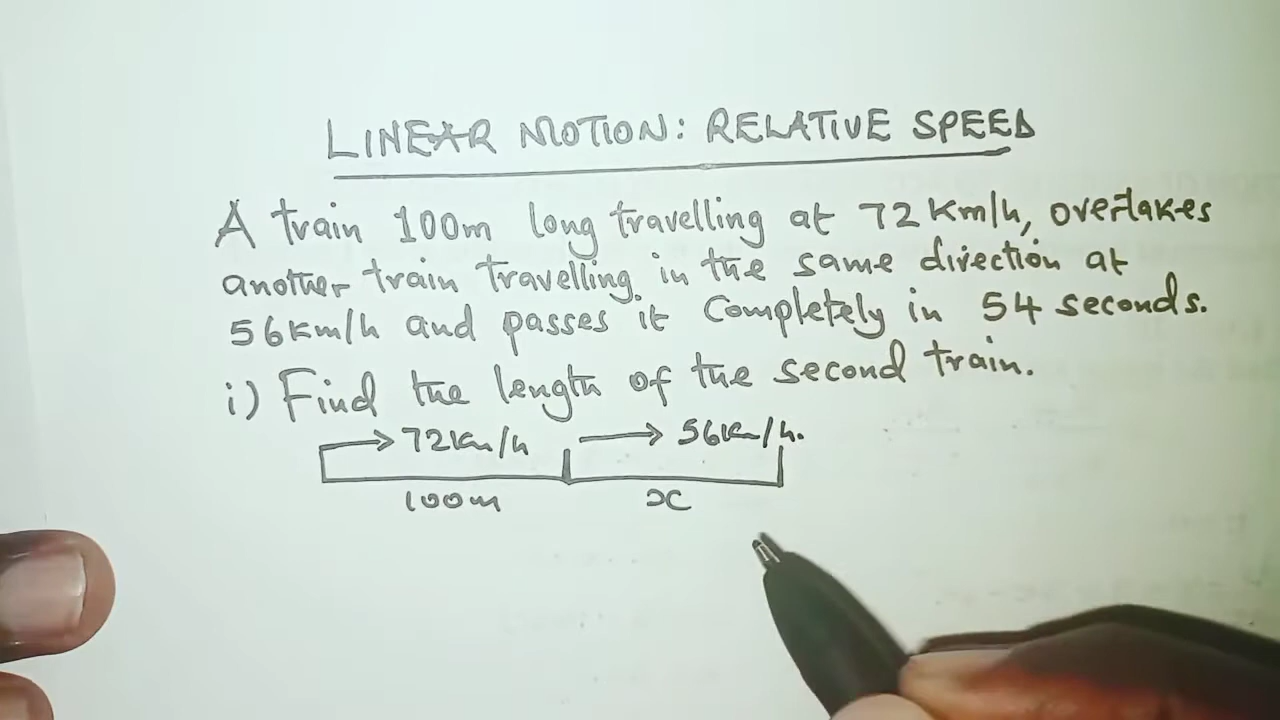 LINEAR MOTION: RELATIVE SPEED
A train 100m long travelling at 72 Km/h, overtakes
another train travelling in the same direction at
56Km/h and passes it completely in 54 seconds.
i) Find the length of the second train.
72Km/h 56Km/h.
100m x